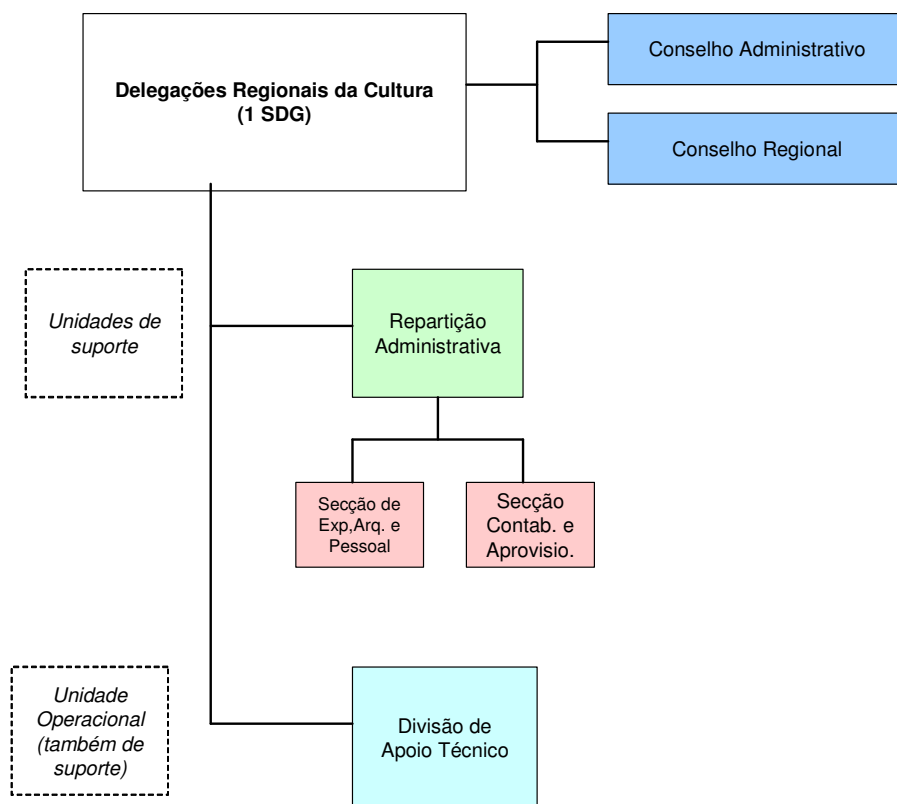 Delegações Regionais da Cultura
(1 SDG)
Conselho Administrativo
Conselho Regional
Unidades de
suporte
Repartição
Administrativa
Secção de
Exp,Arq. e
Pessoal
Secção
Contab. e
Aprovisio.
Unidade
Operacional
(também de
suporte)
Divisão de
Apoio Técnico